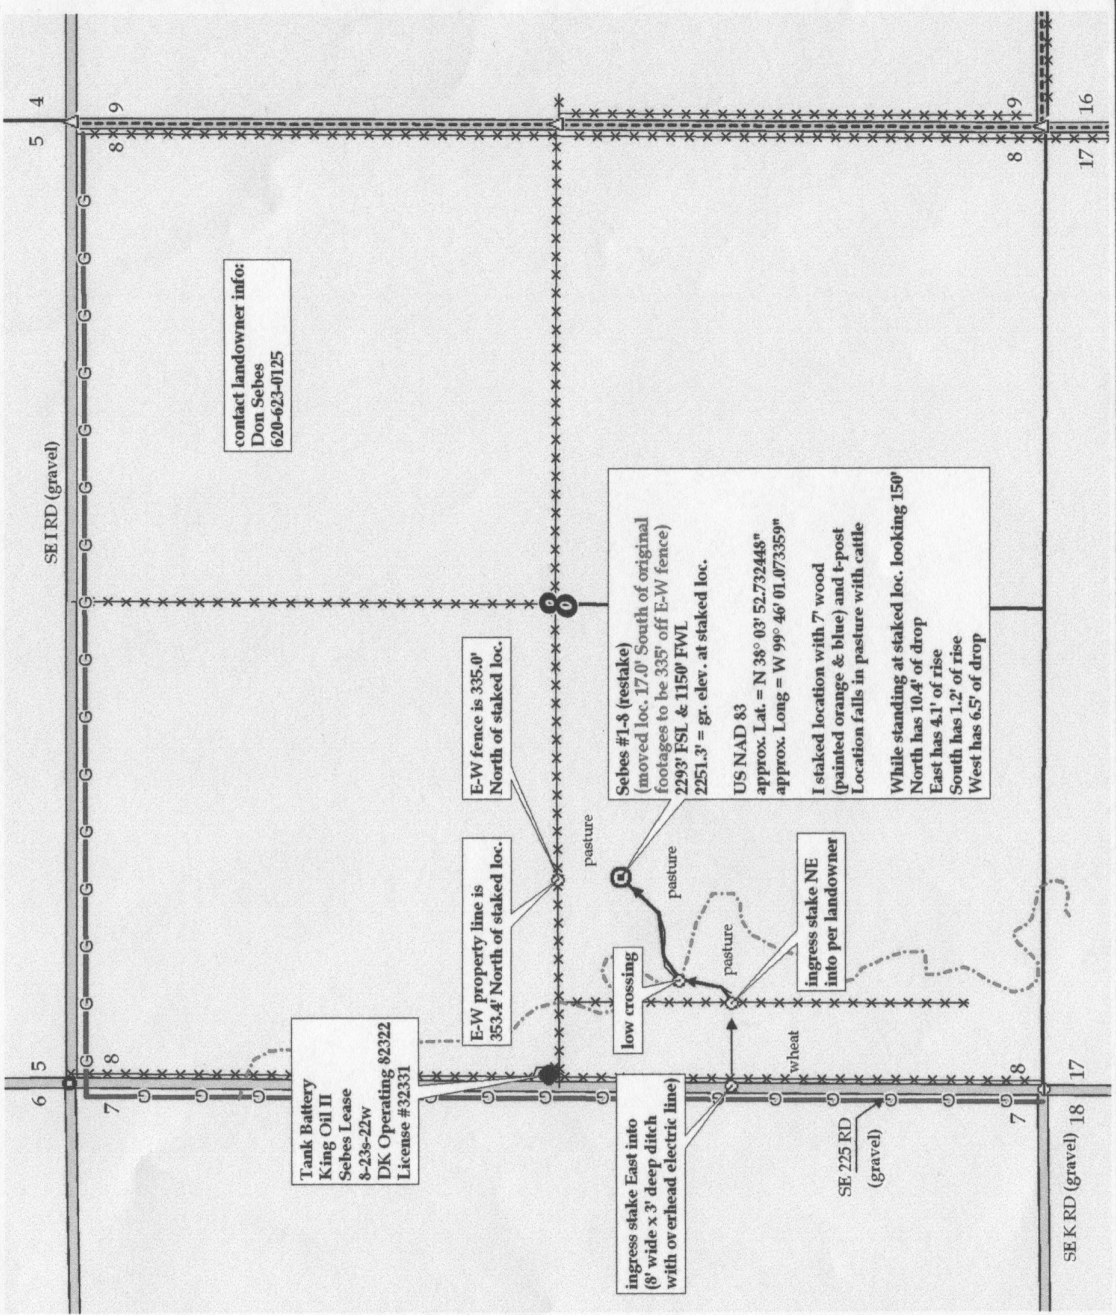 6
5
5
4
7
8
8
9
SE I RD (gravel)
G G G G G G G G G G G G G G G G
contact landowner info:
Don Sebes
620-623-0125
Tank Battery
King Oil II
Sebes Lease
8-23s-22w
DK Operating 82322
License #32331
E-W property line is
353.4' North of staked loc.
E-W fence is 335.0'
North of staked loc.
8
pasture
pasture
pasture
low crossing
wheat
ingress stake East into
(8' wide x 3' deep ditch
with overhead electric line)
ingress stake NE
into per landowner
Sebes #1-8 (restake)
(moved loc. 17.0' South of original
footages to be 335' off E-W fence)
2293' FSL & 1150' FWL
2251.3' = gr. elev. at staked loc.
US NAD 83
approx. Lat. = N 38° 03' 52.732448"
approx. Long = W 99° 46' 01.073359"
I staked location with 7' wood
(painted orange & blue) and t-post
Location falls in pasture with cattle
While standing at staked loc. looking 150'
North has 10.4' of drop
East has 4.1' of rise
South has 1.2' of rise
West has 6.5' of drop
SE 225 RD
(gravel)
7
8
8
9
18
17
17
16
SE K RD (gravel)